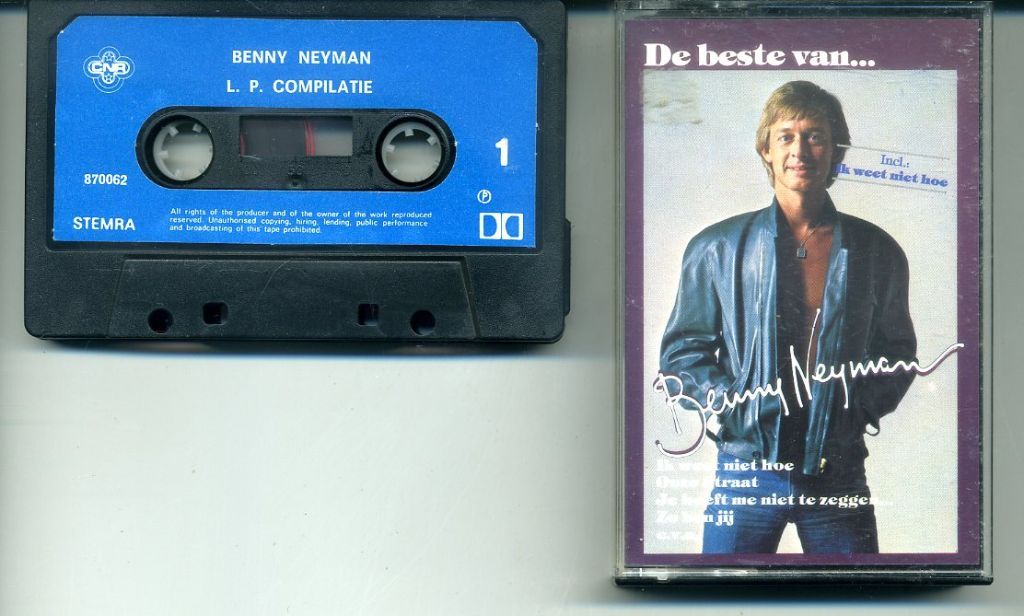 CNR
BENNY NEYMAN
L. P. COMPILATIE
1
870062
STEMRA
All rights of the producer and of the owner of the work reproduced
reserved. Unauthorised copying, hiring, lending, public performance
and broadcasting of this tape prohibited.
De beste van...
Incl.:
Ik weet niet hoe
Benny Neyman
Ik weet niet hoe
Onze straat
Je hoeft me niet te zeggen...
Zo ben jij
e.v.a.